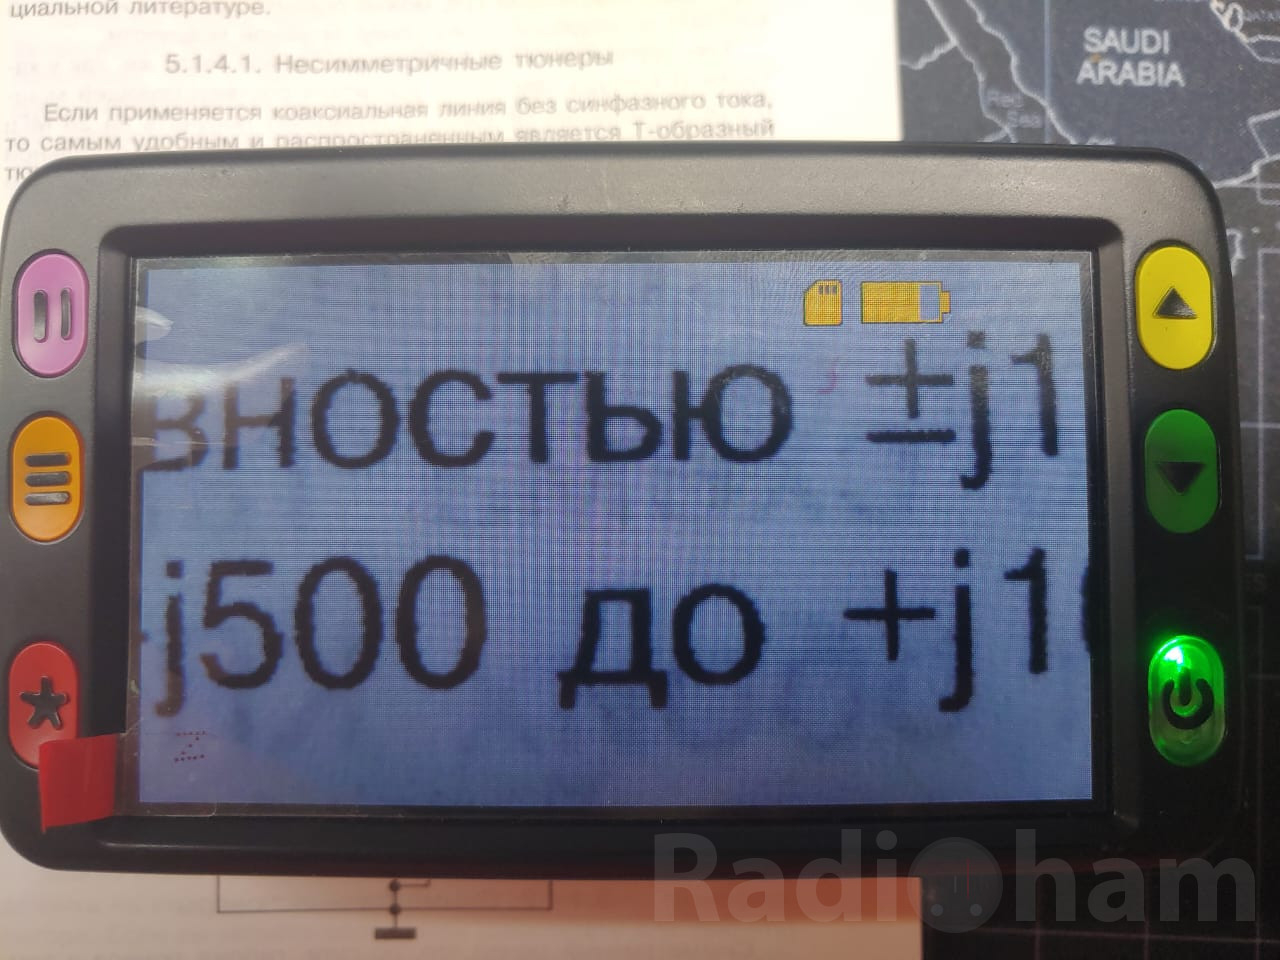 циальной литературе.
5.1.4.1. Несимметричные тюнеры
Если применяется коаксиальная линия без синфазного тока,
то самым удобным и распространенным является Т-образный
SAUDI
ARABIA
Red
Sea
вностью ±j1
j500 до +j1
Radioham